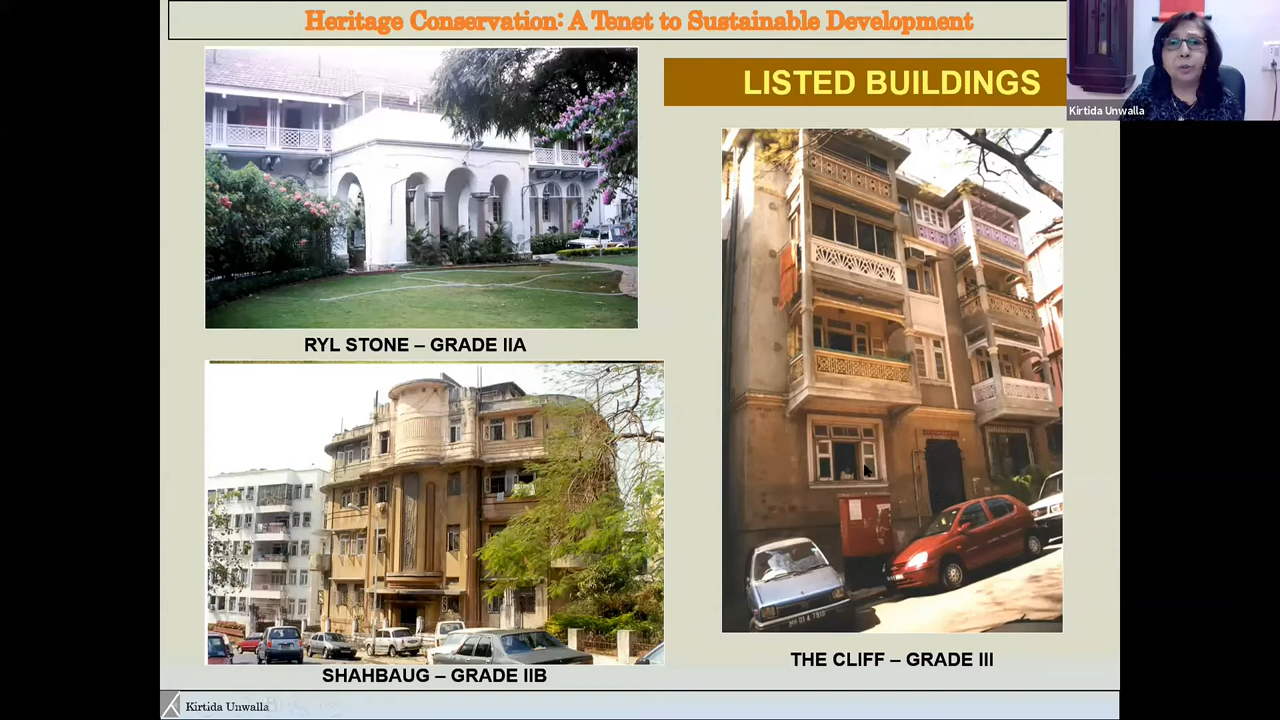 Heritage Conservation: A Tenet to Sustainable Development
LISTED BUILDINGS
Kirtida Unwalla
RYL STONE – GRADE IIA
SHAHBAUG – GRADE IIB
THE CLIFF – GRADE III
Kirtida Unwalla